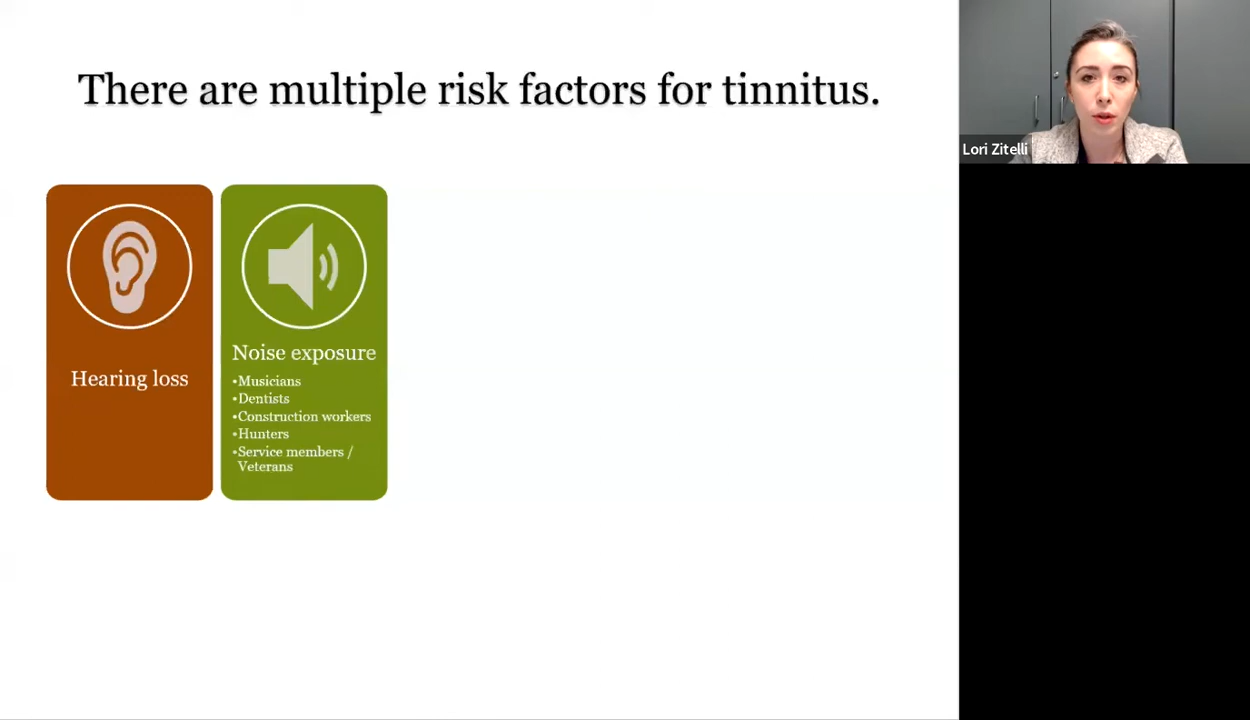 There are multiple risk factors for tinnitus.
Lori Zitelli
Hearing loss
Noise exposure
•Musicians
•Dentists
•Construction workers
•Hunters
•Service members /
Veterans